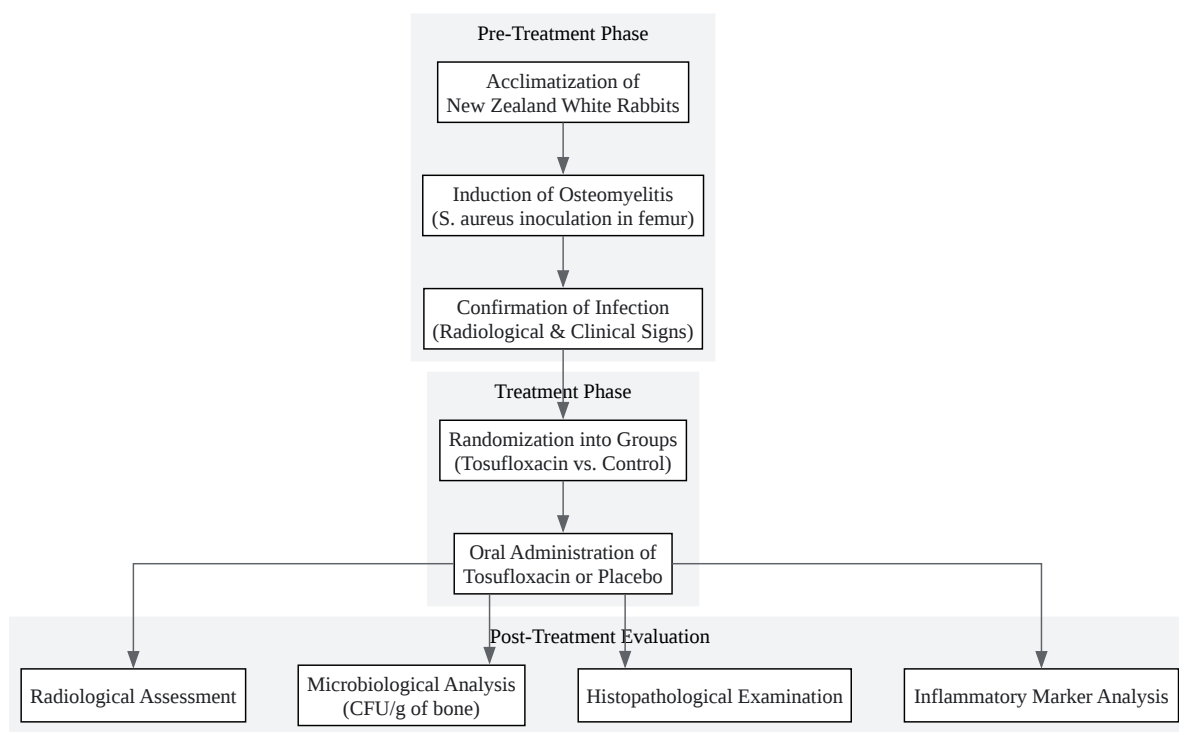 Pre-Treatment Phase
Acclimatization of
New Zealand White Rabbits
Induction of Osteomyelitis
(S. aureus inoculation in femur)
Confirmation of Infection
(Radiological & Clinical Signs)
Treatment Phase
Randomization into Groups
(Tosufloxacin vs. Control)
Oral Administration of
Tosufloxacin or Placebo
Post-Treatment Evaluation
Radiological Assessment
Microbiological Analysis
(CFU/g of bone)
Histopathological Examination
Inflammatory Marker Analysis